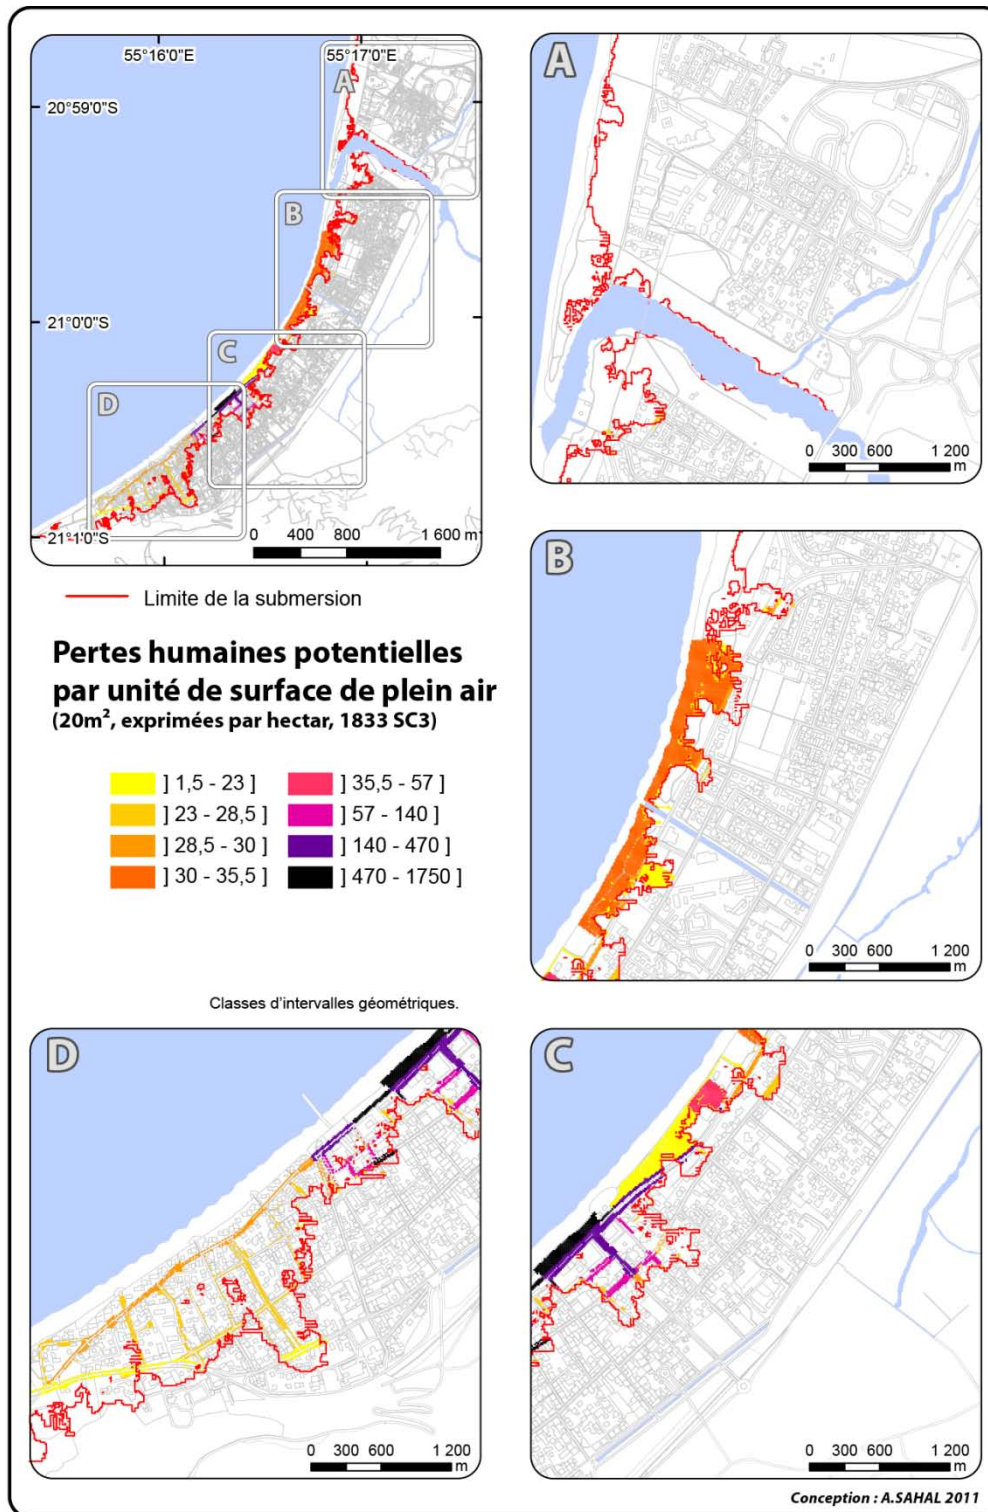 55°16'0"E
55°17'0"E
20°59'0"S
21°0'0"S
21°1'0"S
A
B
C
D
0 400 800 1 600 m
A
0 300 600 1 200
m
Limite de la submersion
Pertes humaines potentielles
par unité de surface de plein air
(20m², exprimées par hectar, 1833 SC3)
] 1,5 - 23 ]
] 23 - 28,5 ]
] 28,5 - 30 ]
] 30 - 35,5 ]
] 35,5 - 57 ]
] 57 - 140 ]
] 140 - 470 ]
] 470 - 1750 ]
Classes d'intervalles géométriques.
B
0 300 600 1 200
m
D
0 300 600 1 200
m
C
0 300 600 1 200
m
Conception : A.SAHAL 2011